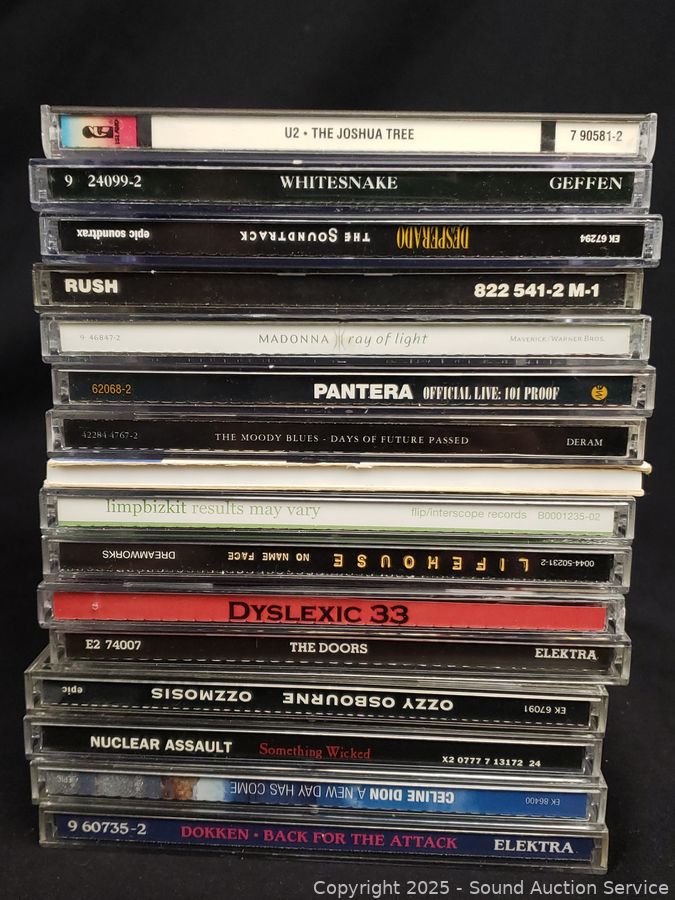 ISLAND U2 • THE JOSHUA TREE 7 90581-2
9 24099-2 WHITESNAKE GEFFEN
EK 67294 DESPERADO THE SOUNDTRACK epic soundtrax
RUSH 822 541-2 M-1
9 46847-2 MADONNA ray of light MAVERICK/WARNER BROS.
62068-2 PANTERA OFFICIAL LIVE: 101 PROOF
42284 4767-2 THE MOODY BLUES - DAYS OF FUTURE PASSED DERAM
limpbizkit results may vary flip/interscope records B0001235-02
0044-50231-2 LIFEHOUSE NO NAME FACE DREAMWORKS
DYSLEXIC 33
E2 74007 THE DOORS ELEKTRA
EK 67091 OZZY OSBOURNE OZZMOSIS epic
NUCLEAR ASSAULT Something Wicked X2 0777 7 13172 24
EK 86400 CELINE DION A NEW DAY HAS COME EPIC
9 60735-2 DOKKEN • BACK FOR THE ATTACK ELEKTRA
Copyright 2025 - Sound Auction Service